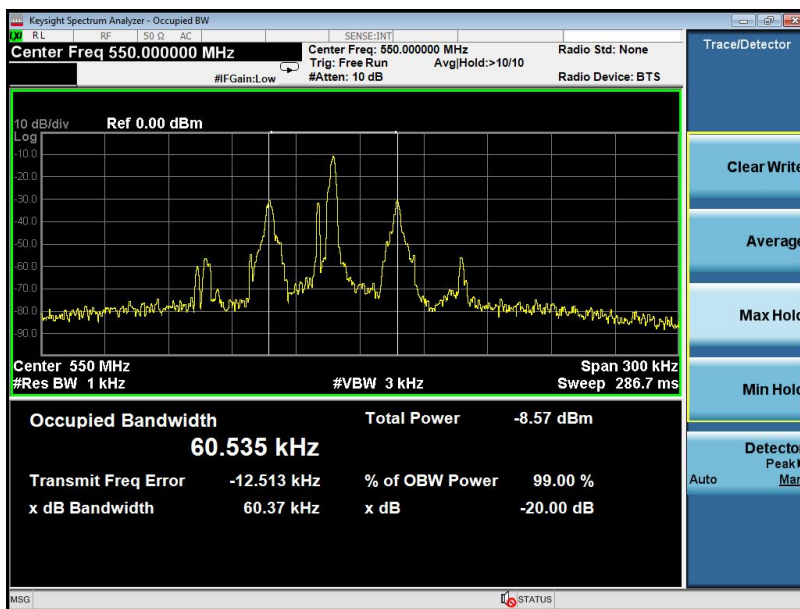 Keysight Spectrum Analyzer - Occupied BW
LXI RL RF 50 Ω AC SENSE:INT
Center Freq 550.000000 MHz
Center Freq: 550.000000 MHz Radio Std: None
Trig: Free Run Avg|Hold:>10/10
#IFGain:Low #Atten: 10 dB Radio Device: BTS
10 dB/div Ref 0.00 dBm
Log
-10.0
-20.0
-30.0
-40.0
-50.0
-60.0
-70.0
-80.0
-90.0
Center 550 MHz Span 300 kHz
#Res BW 1 kHz #VBW 3 kHz Sweep 286.7 ms
Occupied Bandwidth Total Power -8.57 dBm
60.535 kHz
Transmit Freq Error -12.513 kHz % of OBW Power 99.00 %
x dB Bandwidth 60.37 kHz x dB -20.00 dB
MSG STATUS
Trace/Detector
Clear Write
Average
Max Hold
Min Hold
Detector
Peak
Auto Man